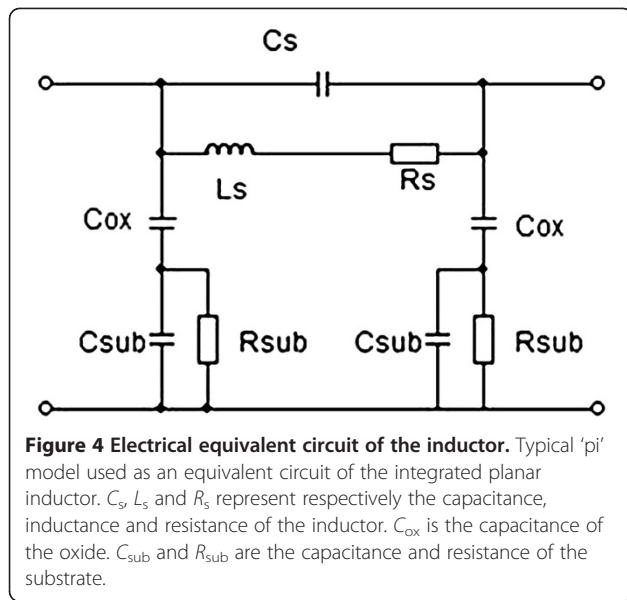 Cs
Ls
Rs
Cox
Cox
Csub
Rsub
Csub
Rsub
Figure 4 Electrical equivalent circuit of the inductor. Typical ‘pi’
model used as an equivalent circuit of the integrated planar
inductor. Cs, Ls and Rs represent respectively the capacitance,
inductance and resistance of the inductor. Cox is the capacitance of
the oxide. Csub and Rsub are the capacitance and resistance of the
substrate.